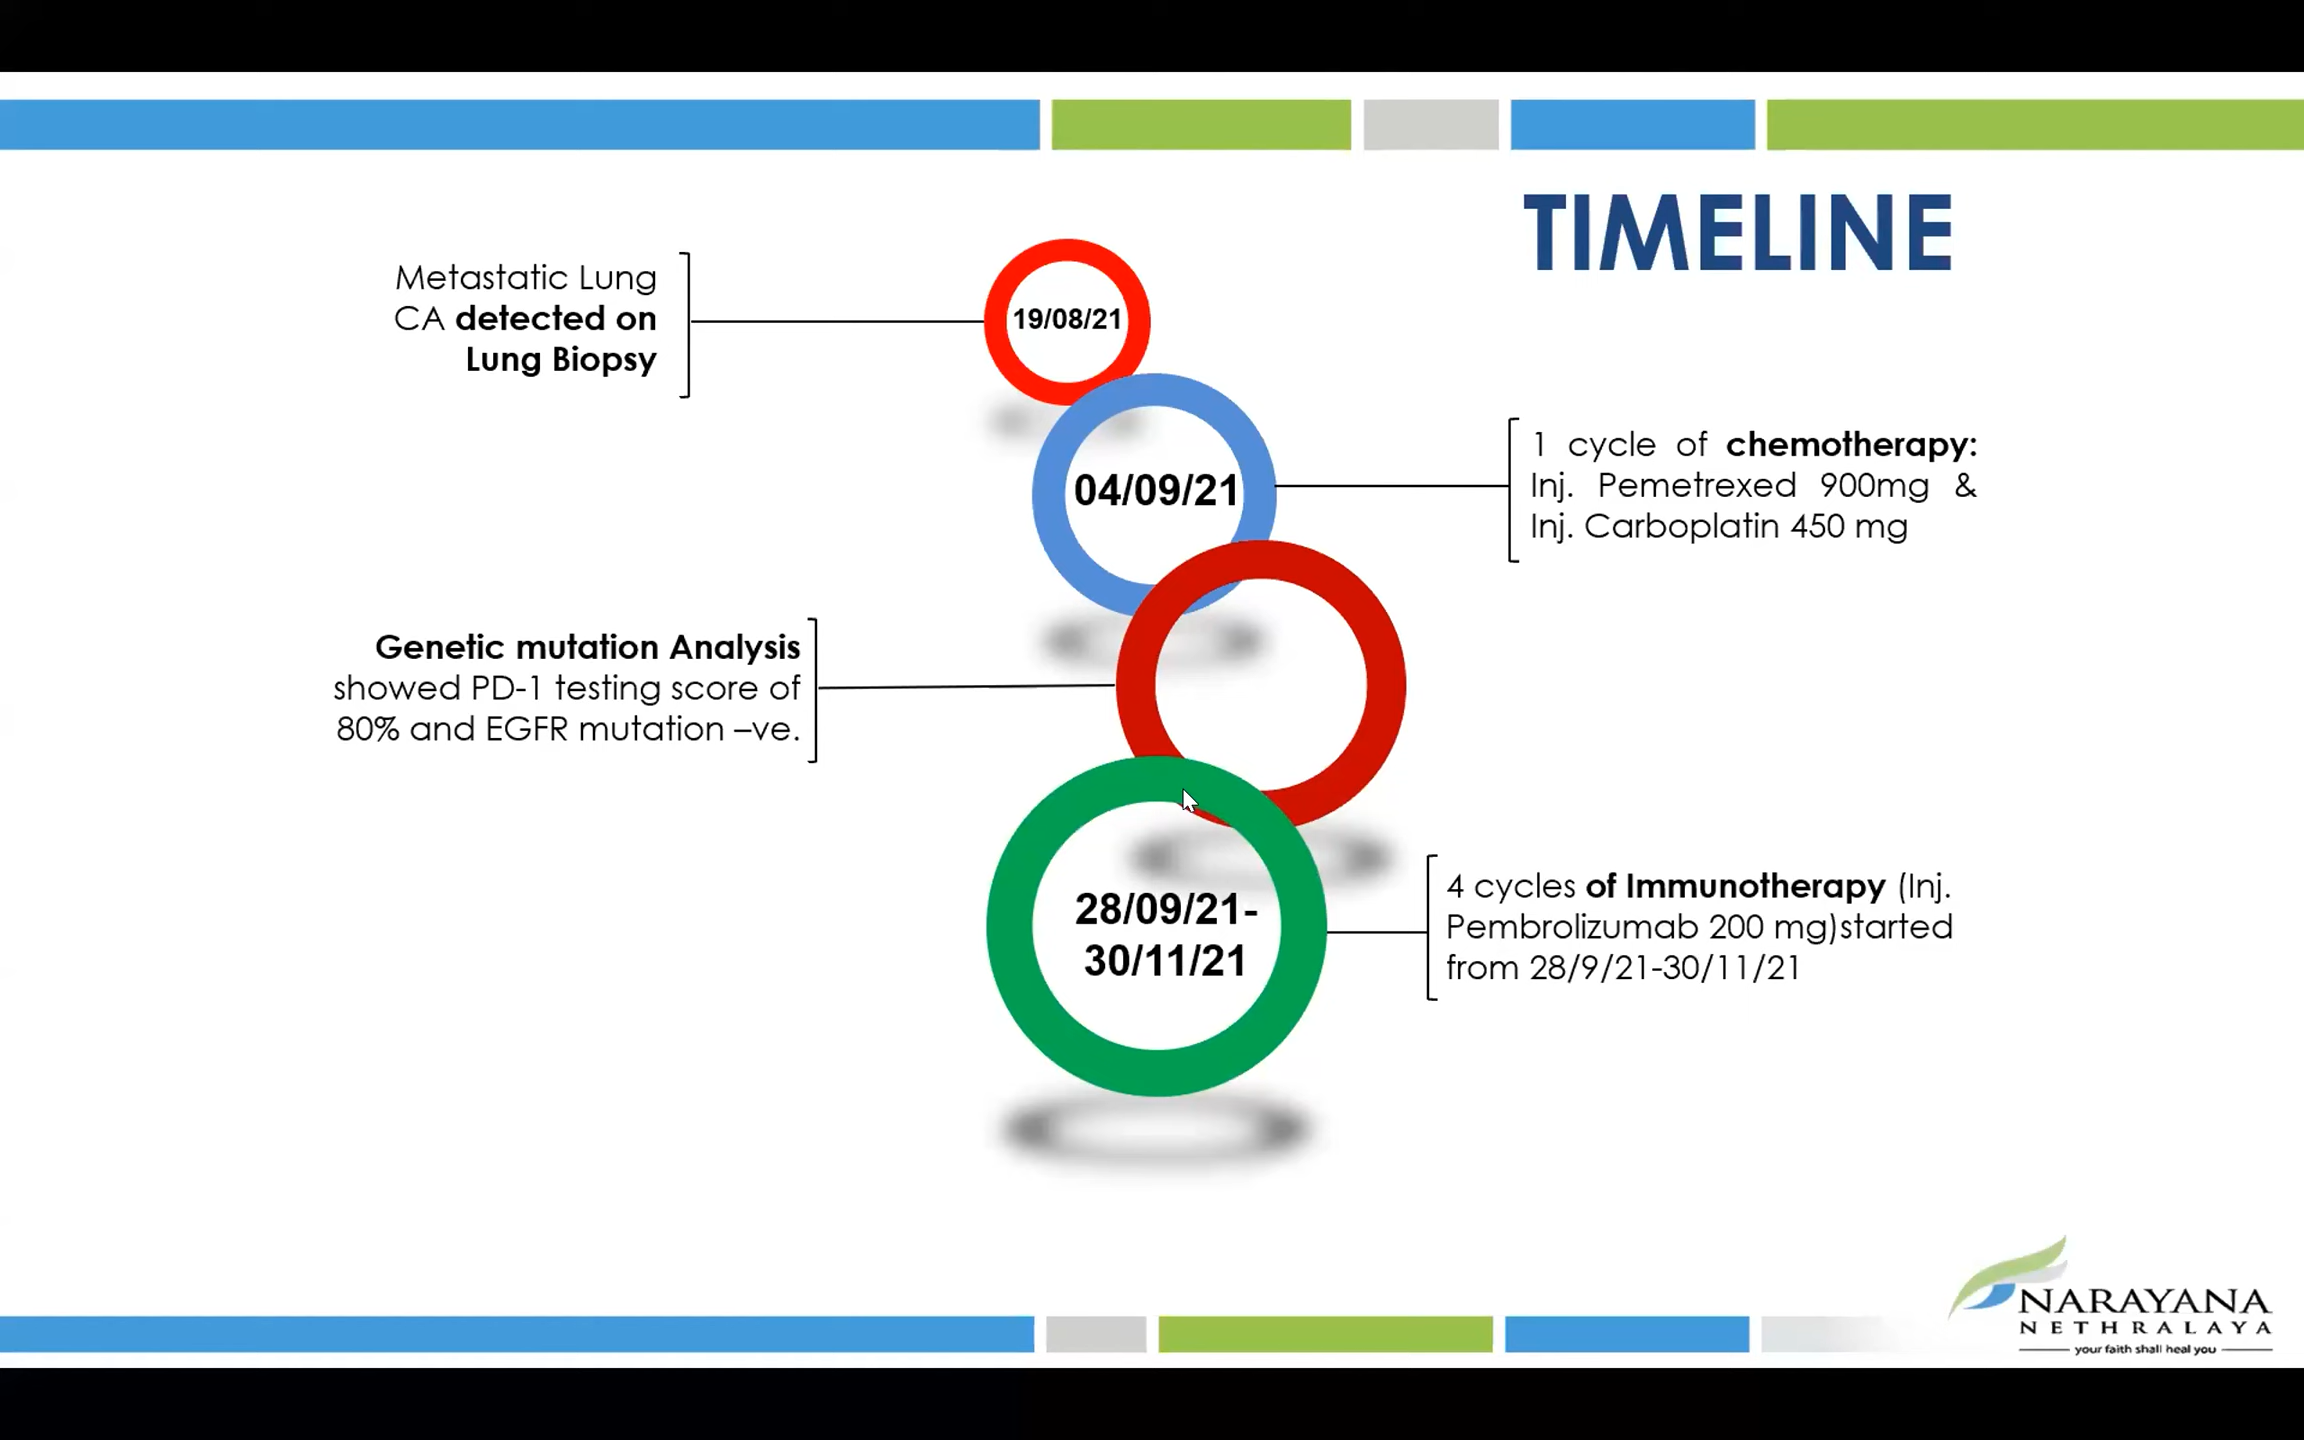 TIMELINE
Metastatic Lung
CA detected on
Lung Biopsy
19/08/21
04/09/21
1 cycle of chemotherapy:
Inj. Pemetrexed 900mg &
Inj. Carboplatin 450 mg
Genetic mutation Analysis
showed PD-1 testing score of
80% and EGFR mutation –ve.
28/09/21-
30/11/21
4 cycles of Immunotherapy (Inj.
Pembrolizumab 200 mg)started
from 28/9/21-30/11/21
NARAYANA
NETHRALAYA
your faith shall heal you